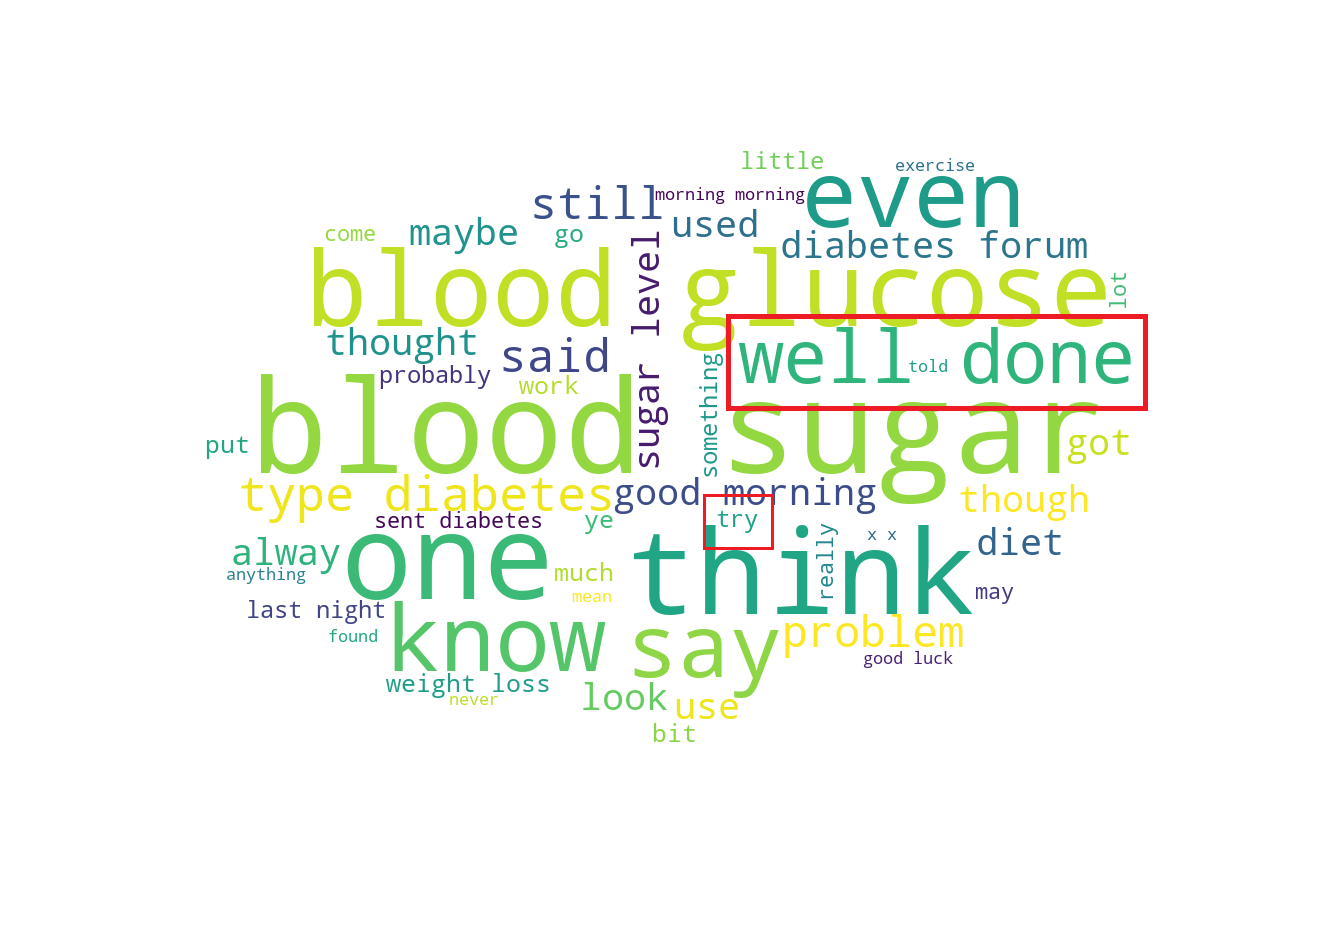 little
exercise
even
still
morning morning
used
come
maybe
go
diabetes forum
blood
sugar level
glucose
lot
thought
said
well done
told
probably
work
something
blood
sugar
put
got
type diabetes
good morning
though
sent diabetes
ye
try
x x
really
diet
alway
one
think
anything
much
mean
may
last night
found
know
say
problem
good luck
weight loss
never
look
use
bit